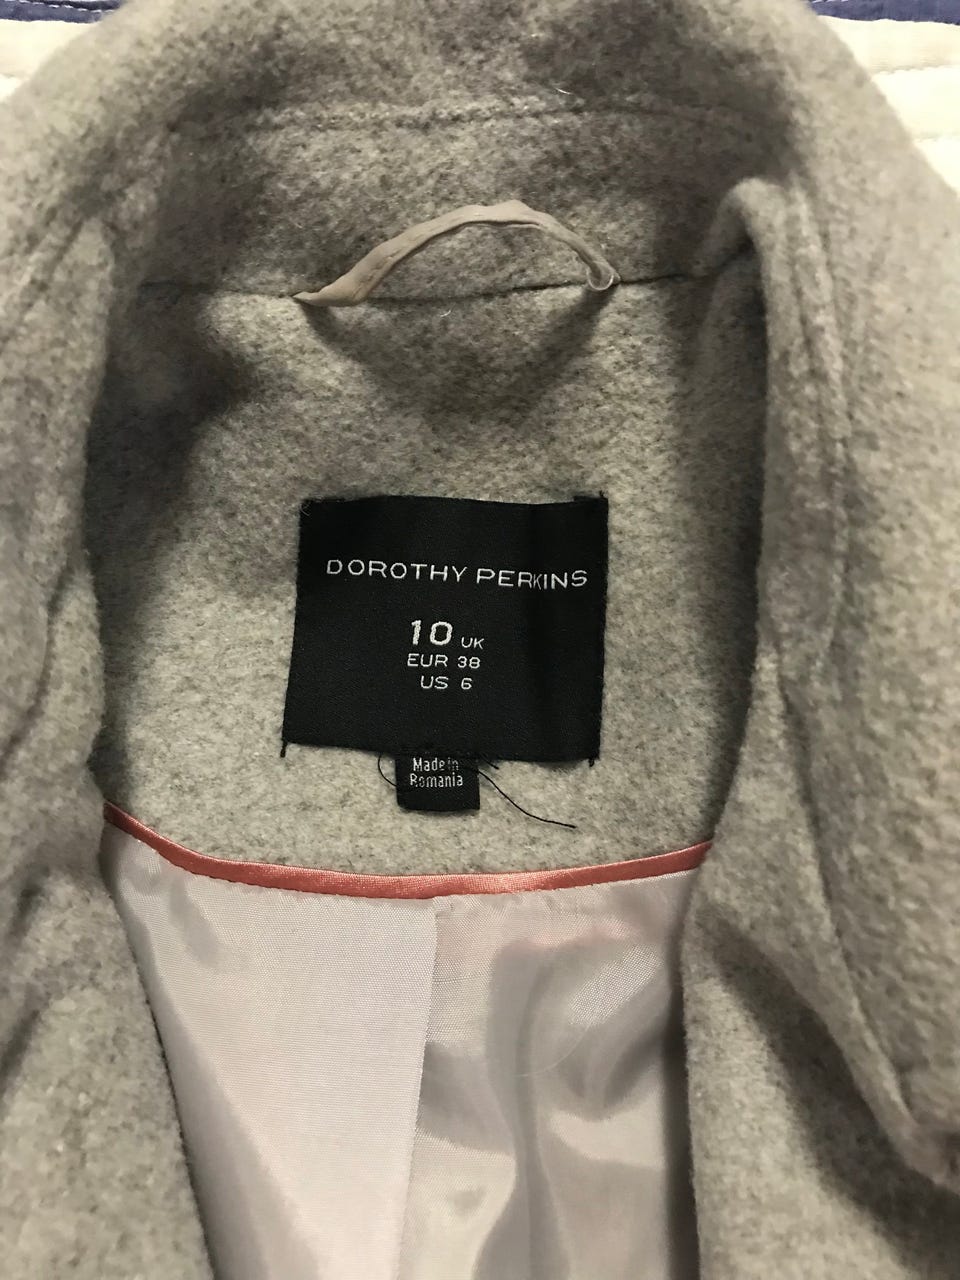 DOROTHY PERKINS
10 UK
EUR 38
US 6
Made in
Romania